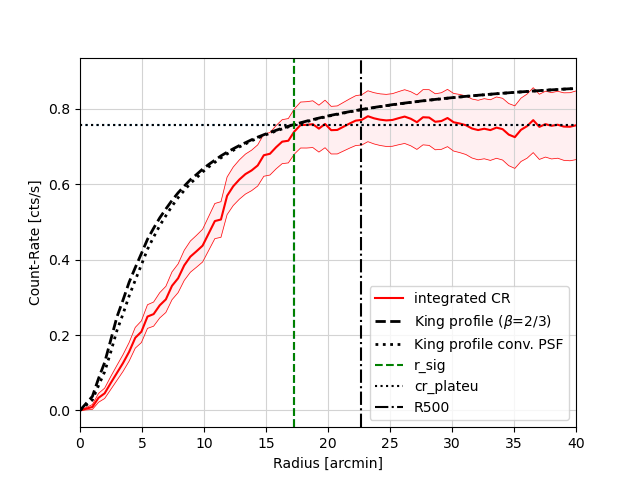 0.8
0.6
0.4
0.2
0.0
Count-Rate [cts/s]
integrated CR
King profile (β=2/3)
King profile conv. PSF
r_sig
cr_plateu
R500
0 5 10 15 20 25 30 35 40
Radius [arcmin]